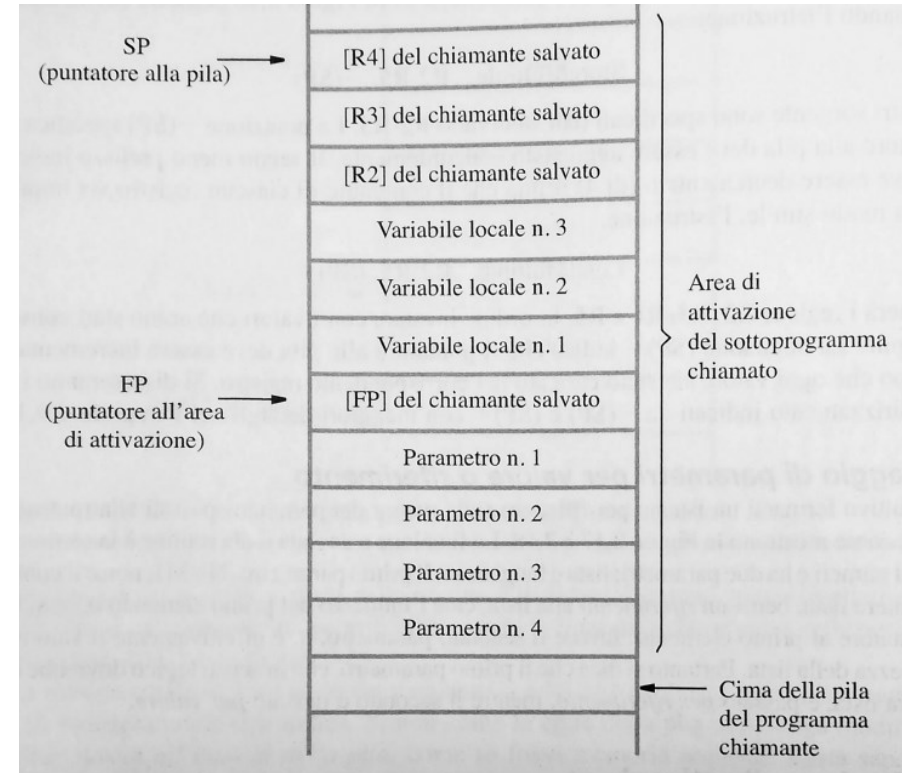 SP
(puntatore alla pila)
[R4] del chiamante salvato
[R3] del chiamante salvato
[R2] del chiamante salvato
Variabile locale n. 3
Variabile locale n. 2
Variabile locale n. 1
FP
(puntatore all'area
di attivazione)
[FP] del chiamante salvato
Parametro n. 1
Parametro n. 2
Parametro n. 3
Parametro n. 4
Area di
attivazione
del sottoprogramma
chiamato
Cima della pila
del programma
chiamante